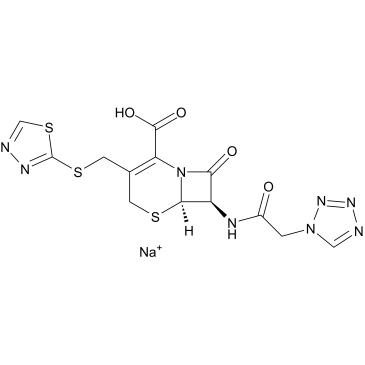 HO O
S N O
N N S O
S H N H N N N N N
Na+